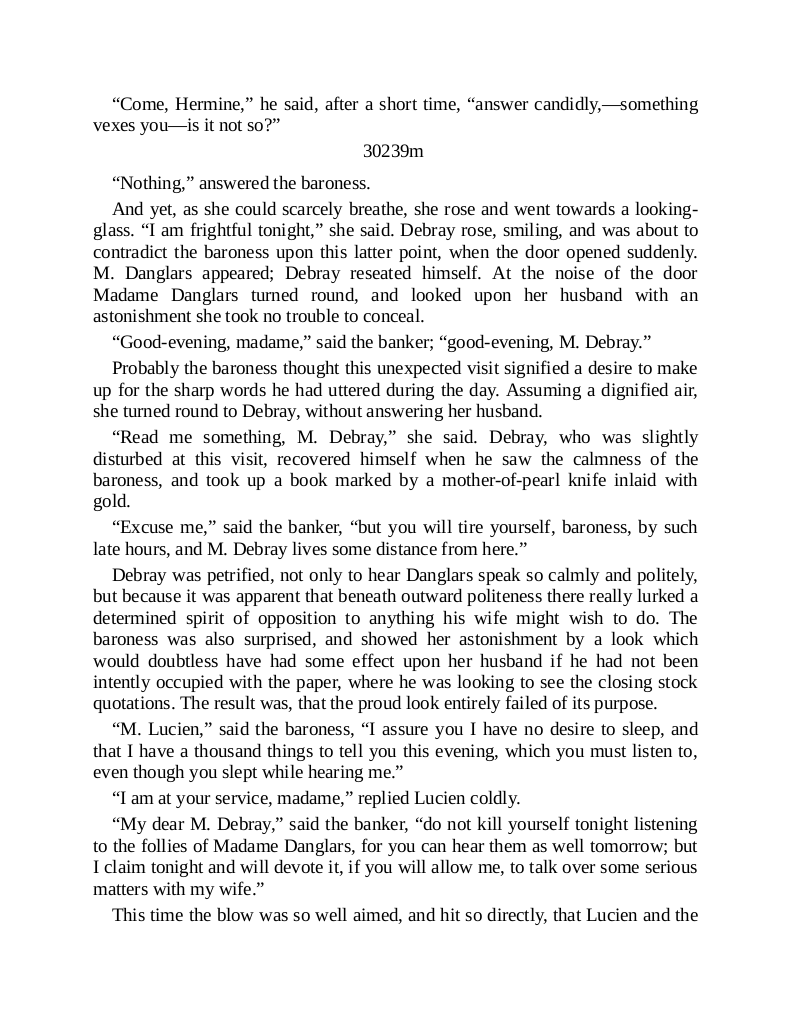 “Come, Hermine,” he said, after a short time, “answer candidly,—something
vexes you—is it not so?”
30239m
“Nothing,” answered the baroness.
And yet, as she could scarcely breathe, she rose and went towards a looking-
glass. “I am frightful tonight,” she said. Debray rose, smiling, and was about to
contradict the baroness upon this latter point, when the door opened suddenly.
M. Danglars appeared; Debray reseated himself. At the noise of the door
Madame Danglars turned round, and looked upon her husband with an
astonishment she took no trouble to conceal.
“Good-evening, madame,” said the banker; “good-evening, M. Debray.”
Probably the baroness thought this unexpected visit signified a desire to make
up for the sharp words he had uttered during the day. Assuming a dignified air,
she turned round to Debray, without answering her husband.
“Read me something, M. Debray,” she said. Debray, who was slightly
disturbed at this visit, recovered himself when he saw the calmness of the
baroness, and took up a book marked by a mother-of-pearl knife inlaid with
gold.
“Excuse me,” said the banker, “but you will tire yourself, baroness, by such
late hours, and M. Debray lives some distance from here.”
Debray was petrified, not only to hear Danglars speak so calmly and politely,
but because it was apparent that beneath outward politeness there really lurked a
determined spirit of opposition to anything his wife might wish to do. The
baroness was also surprised, and showed her astonishment by a look which
would doubtless have had some effect upon her husband if he had not been
intently occupied with the paper, where he was looking to see the closing stock
quotations. The result was, that the proud look entirely failed of its purpose.
“M. Lucien,” said the baroness, “I assure you I have no desire to sleep, and
that I have a thousand things to tell you this evening, which you must listen to,
even though you slept while hearing me.”
“I am at your service, madame,” replied Lucien coldly.
“My dear M. Debray,” said the banker, “do not kill yourself tonight listening
to the follies of Madame Danglars, for you can hear them as well tomorrow; but
I claim tonight and will devote it, if you will allow me, to talk over some serious
matters with my wife.”
This time the blow was so well aimed, and hit so directly, that Lucien and the